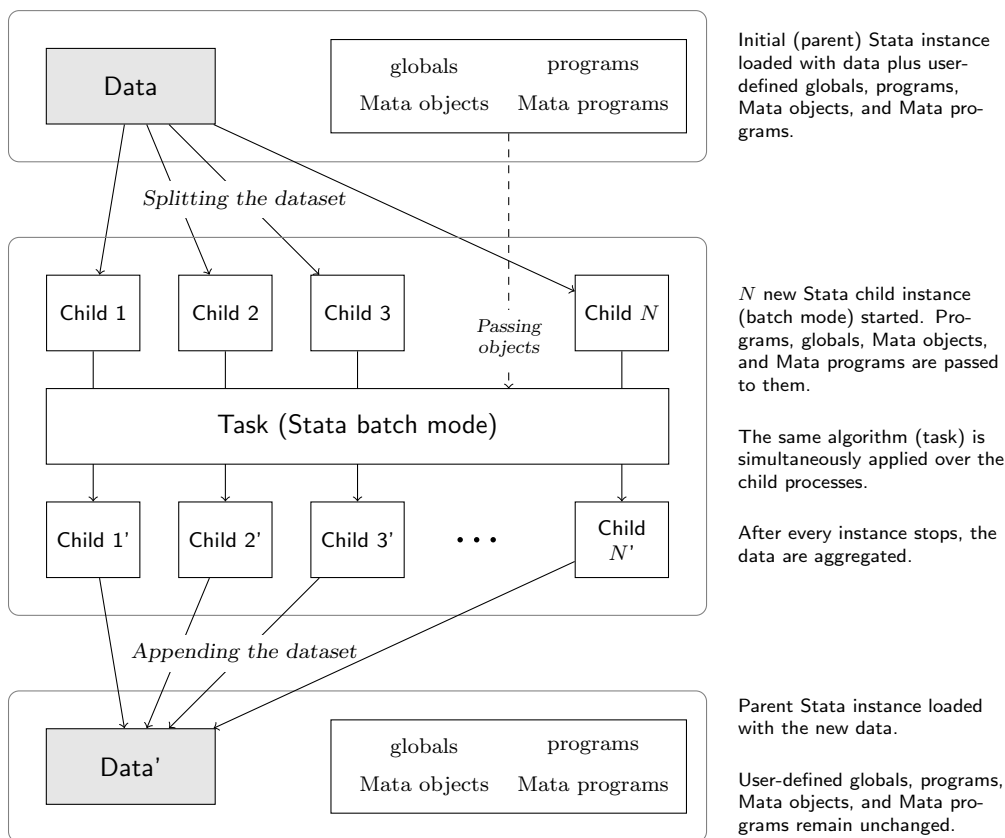 Data
globals programs
Mata objects Mata programs
Initial (parent) Stata instance
loaded with data plus user-
defined globals, programs,
Mata objects, and Mata pro-
grams.
Splitting the dataset
Child 1 Child 2 Child 3 Child N
Passing
objects
N new Stata child instance
(batch mode) started. Pro-
grams, globals, Mata objects,
and Mata programs are passed
to them.
Task (Stata batch mode)
The same algorithm (task) is
simultaneously applied over the
child processes.
Child 1' Child 2' Child 3' • • • Child
N'
After every instance stops, the
data are aggregated.
Appending the dataset
Data'
globals programs
Mata objects Mata programs
Parent Stata instance loaded
with the new data.
User-defined globals, programs,
Mata objects, and Mata pro-
grams remain unchanged.